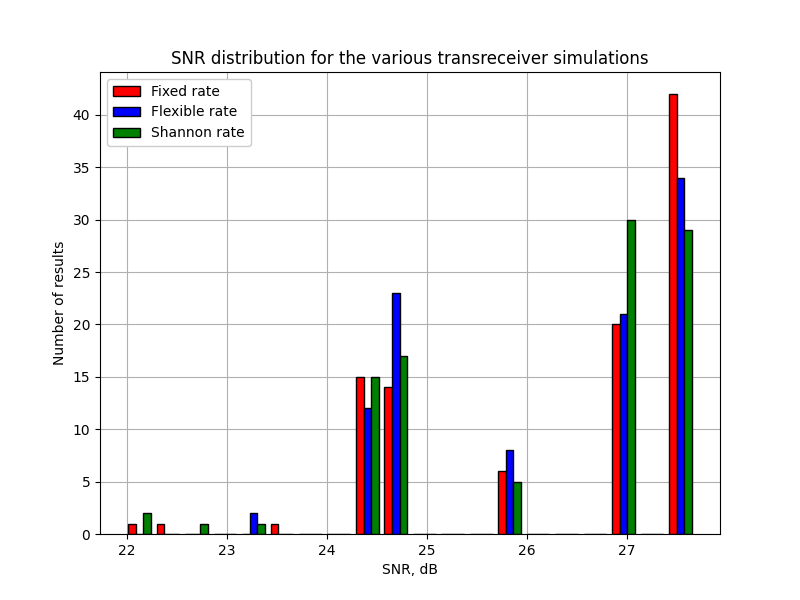 SNR distribution for the various transreceiver simulations
Fixed rate
Flexible rate
Shannon rate
Number of results
40
35
30
25
20
15
10
5
0
22 23 24 25 26 27
SNR, dB